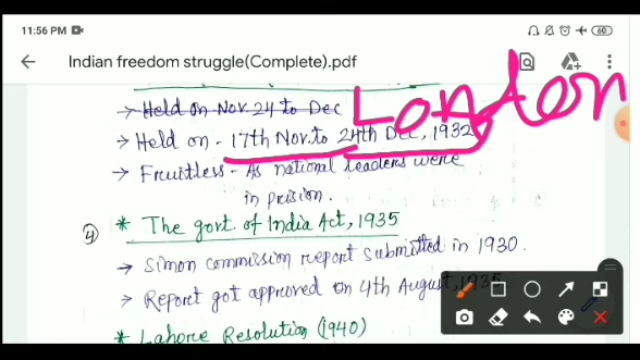 11:56 PM
60
Indian freedom struggle(Complete).pdf
London
→ Held on Nov 24 to Dec
→ Held on - 17th Nov. to 24th Dec, 1932
→ Fruitless - As national leaders were
in prision.
4 * The govt. of India Act, 1935
→ Simon commission report submitted in 1930.
→ Report got approved on 4th August, 1935
* Lahore Resolution (1940)